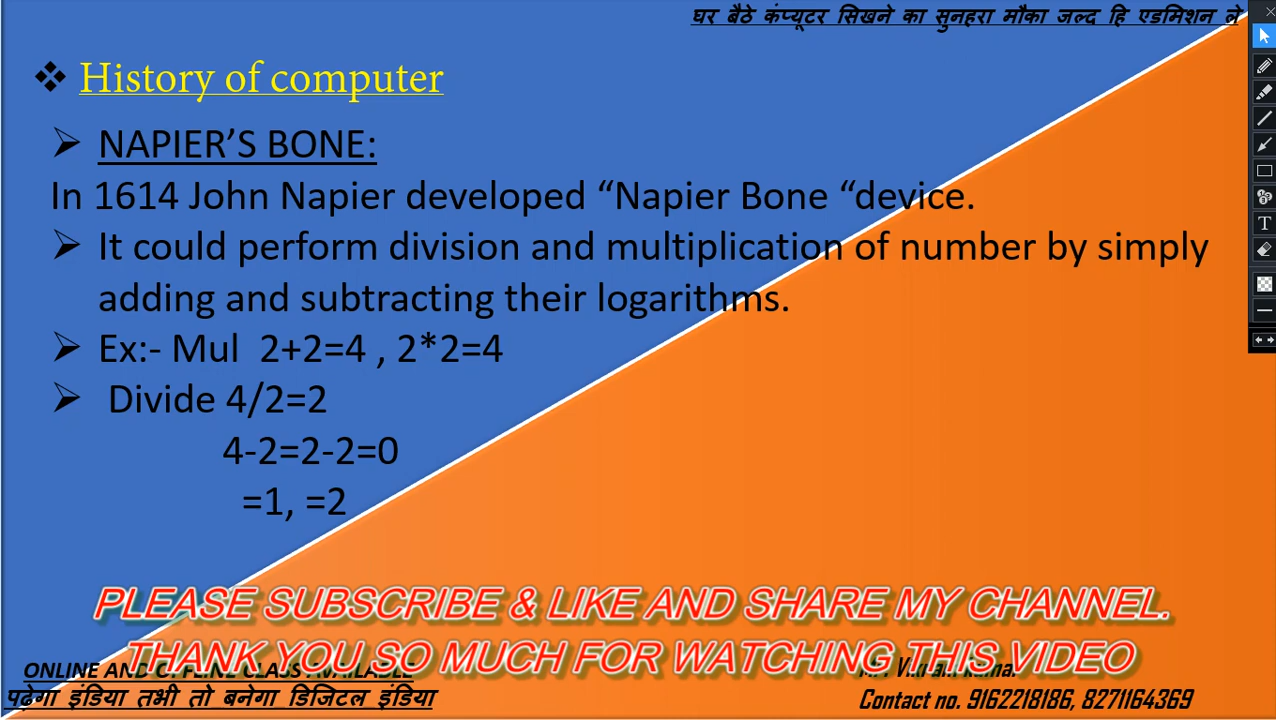 घर बैठे कंप्यूटर सिखने का सुनहरा मौका जल्द हि एडमिशन ले
History of computer
NAPIER’S BONE:
In 1614 John Napier developed “Napier Bone “device.
It could perform division and multiplication of number by simply
adding and subtracting their logarithms.
Ex:- Mul 2+2=4 , 2*2=4
Divide 4/2=2
4-2=2-2=0
=1, =2
PLEASE SUBSCRIBE & LIKE AND SHARE MY CHANNEL.
THANK YOU SO MUCH FOR WATCHING THIS VIDEO
ONLINE AND OFFLINE CLASS AVAILABLE
पढ़ेगा इंडिया तभी तो बनेगा डिजिटल इंडिया
Contact no. 9162218186, 8271164369